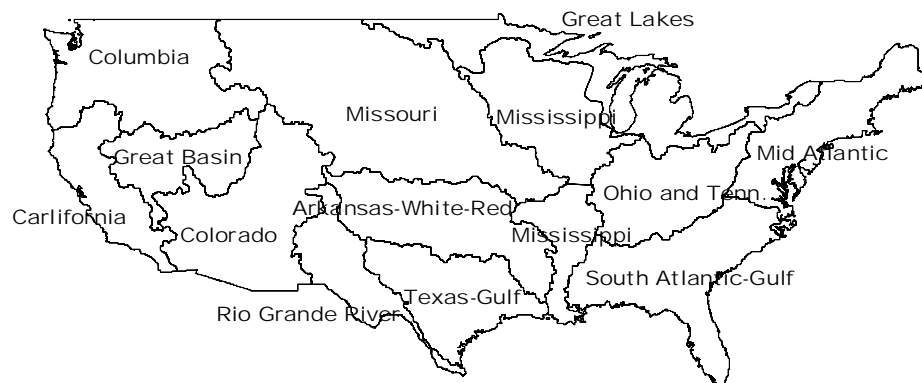 Great Lakes
Columbia
Missouri
Mississippi
Great Basin
Mid Atlantic
Ohio and Tenn...
Arkansas-White-Red
Carlifornia
Colorado
Mississippi
South Atlantic-Gulf
Texas-Gulf
Rio Grande River